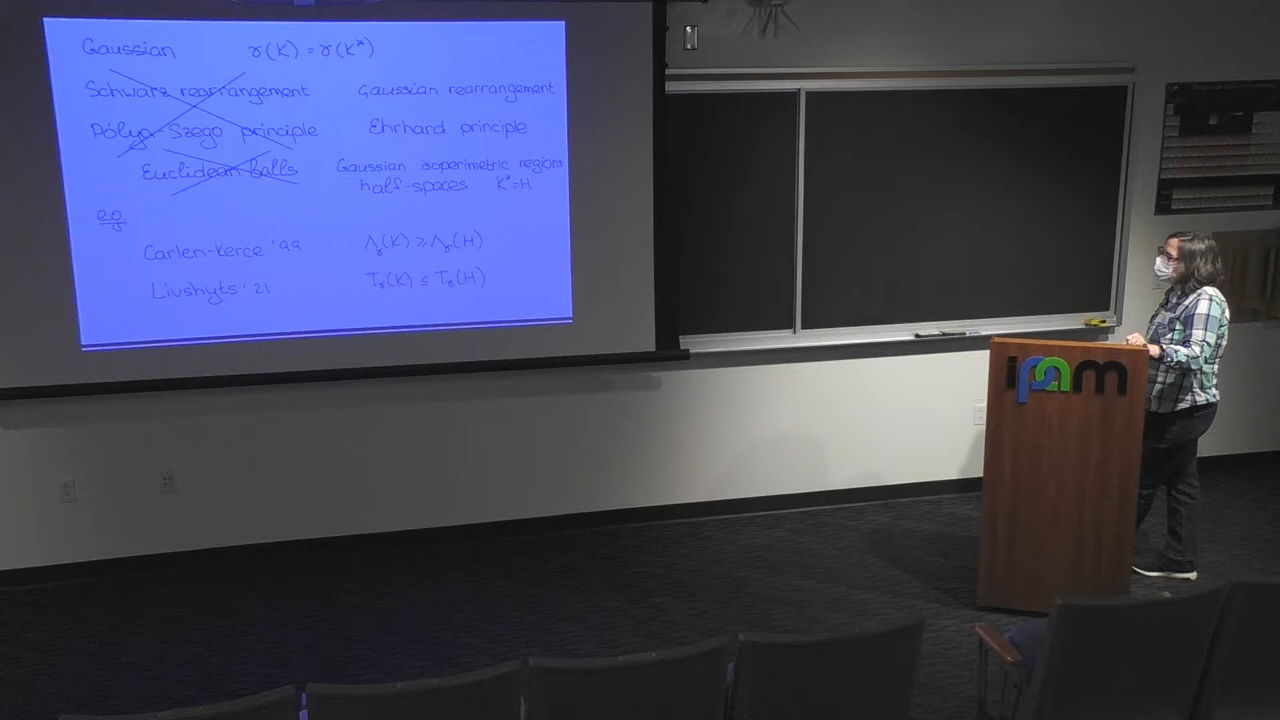 Gaussian γ(K) = γ(K*)
Schwarz rearrangement Gaussian rearrangement
Pólya-Szego principle Ehrhard principle
Euclidean balls Gaussian isoperimetric regions
half-spaces K*=H
e.g
Carlen-Kerce '99 Λγ(K) ⩾ Λγ(H)
Livshyts '21 Tγ(K) ≤ Tγ(H)
ipam